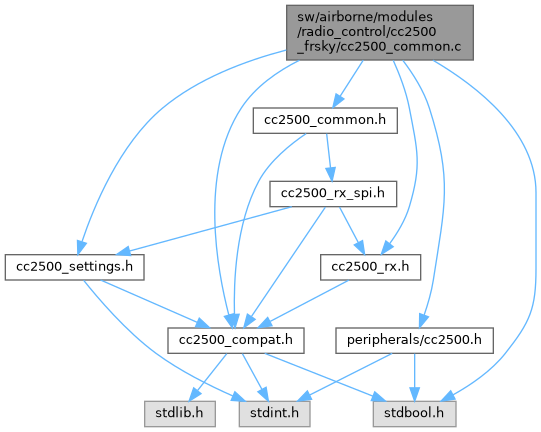 sw/airborne/modules
/radio_control/cc2500
_frsky/cc2500_common.c
cc2500_common.h
cc2500_rx_spi.h
cc2500_settings.h
cc2500_rx.h
cc2500_compat.h
peripherals/cc2500.h
stdlib.h
stdint.h
stdbool.h